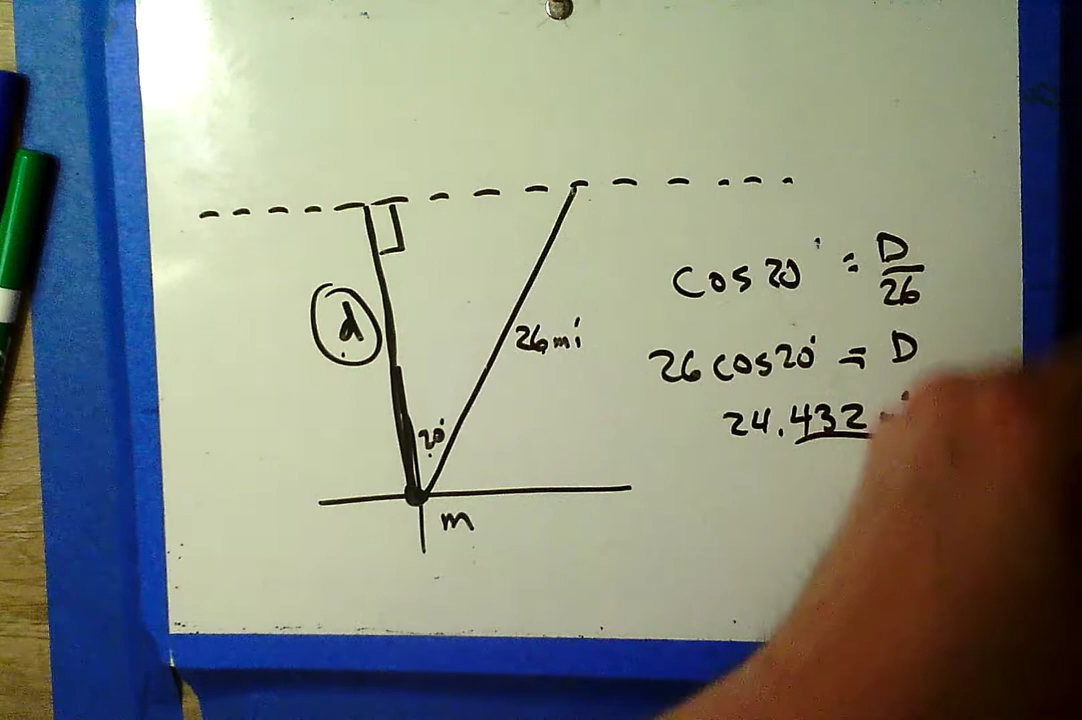 d
26mi
20°
m
cos 20° = D/26
26 cos 20° = D
24.432